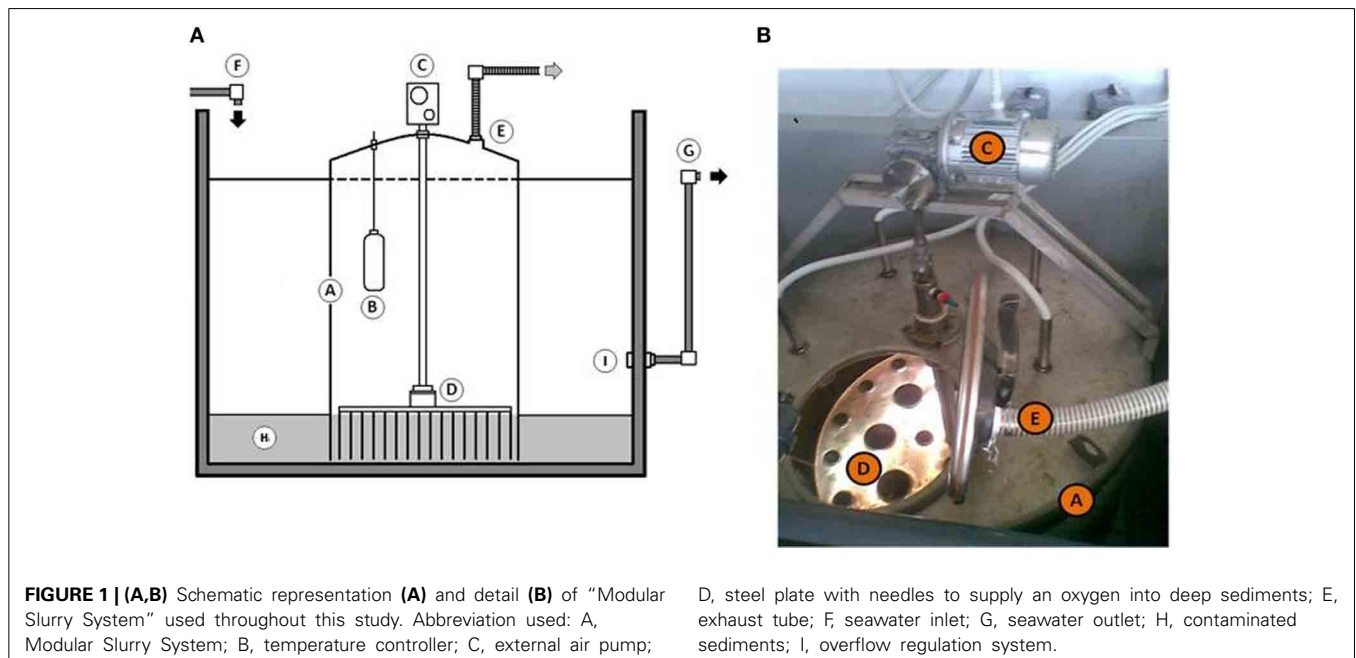 A
B
F
C
E
G
A
B
I
D
H
C
E
D
A
FIGURE 1 | (A,B) Schematic representation (A) and detail (B) of “Modular
Slurry System” used throughout this study. Abbreviation used: A,
Modular Slurry System; B, temperature controller; C, external air pump;
D, steel plate with needles to supply an oxygen into deep sediments; E,
exhaust tube; F, seawater inlet; G, seawater outlet; H, contaminated
sediments; I, overflow regulation system.